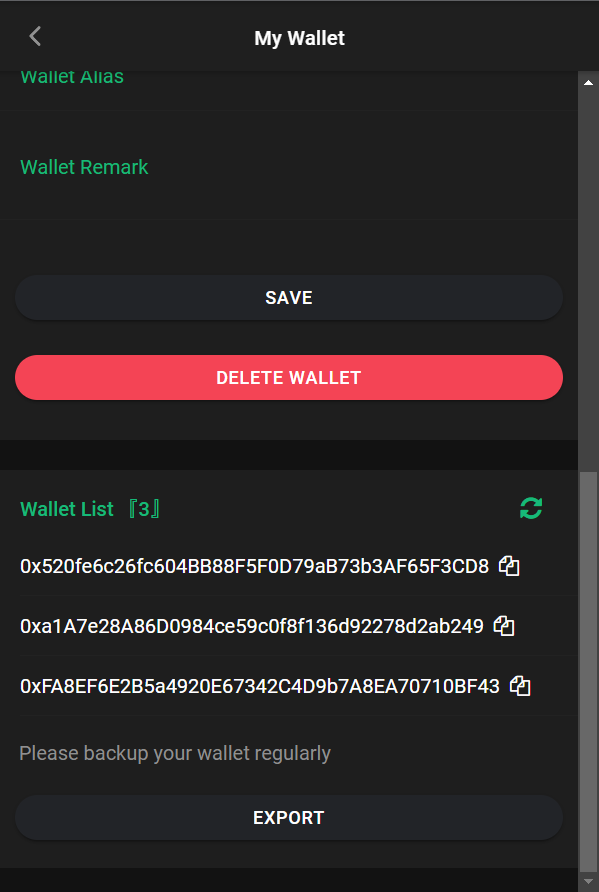 My Wallet
Wallet Alias
Wallet Remark
SAVE
DELETE WALLET
Wallet List 『3』
0x520fe6c26fc604BB88F5F0D79aB73b3AF65F3CD8
0xa1A7e28A86D0984ce59c0f8f136d92278d2ab249
0xFA8EF6E2B5a4920E67342C4D9b7A8EA70710BF43
Please backup your wallet regularly
EXPORT